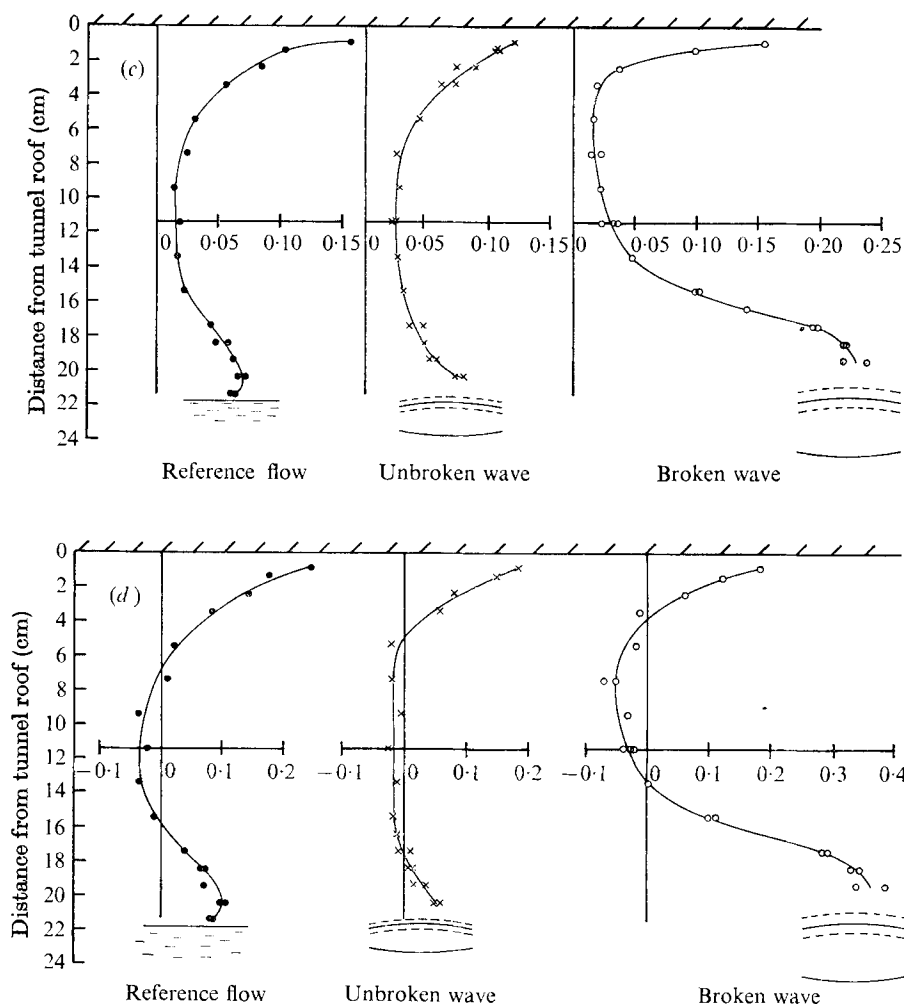 0
2
4
6
8
10
12
14
16
18
20
22
24
Distance from tunnel roof (cm)
(c)
0 0·05 0·10 0·15
0 0·05 0·10 0·15
0 0·05 0·10 0·15 0·20 0·25
Reference flow Unbroken wave Broken wave
0
2
4
6
8
10
12
14
16
18
20
22
24
Distance from tunnel roof (cm)
(d)
−0·1 0 0·1 0·2
−0·1 0 0·1 0·2
−0·1 0 0·1 0·2 0·3 0·4
Reference flow Unbroken wave Broken wave